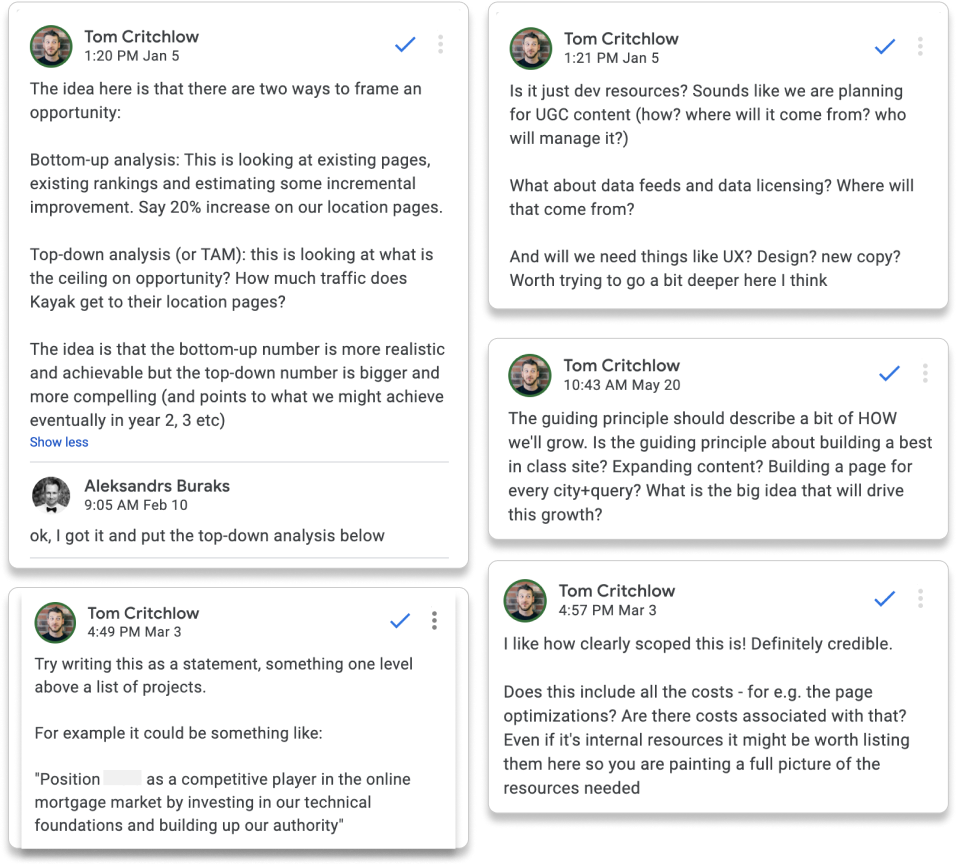 Tom Critchlow
1:20 PM Jan 5
The idea here is that there are two ways to frame an
opportunity:
Bottom-up analysis: This is looking at existing pages,
existing rankings and estimating some incremental
improvement. Say 20% increase on our location pages.
Top-down analysis (or TAM): this is looking at what is
the ceiling on opportunity? How much traffic does
Kayak get to their location pages?
The idea is that the bottom-up number is more realistic
and achievable but the top-down number is bigger and
more compelling (and points to what we might achieve
eventually in year 2, 3 etc)
Show less
Aleksandrs Buraks
9:05 AM Feb 10
ok, I got it and put the top-down analysis below
Tom Critchlow
4:49 PM Mar 3
Try writing this as a statement, something one level
above a list of projects.
For example it could be something like:
"Position as a competitive player in the online
mortgage market by investing in our technical
foundations and building up our authority"
Tom Critchlow
1:21 PM Jan 5
Is it just dev resources? Sounds like we are planning
for UGC content (how? where will it come from? who
will manage it?)
What about data feeds and data licensing? Where will
that come from?
And will we need things like UX? Design? new copy?
Worth trying to go a bit deeper here I think
Tom Critchlow
10:43 AM May 20
The guiding principle should describe a bit of HOW
we'll grow. Is the guiding principle about building a best
in class site? Expanding content? Building a page for
every city+query? What is the big idea that will drive
this growth?
Tom Critchlow
4:57 PM Mar 3
I like how clearly scoped this is! Definitely credible.
Does this include all the costs - for e.g. the page
optimizations? Are there costs associated with that?
Even if it's internal resources it might be worth listing
them here so you are painting a full picture of the
resources needed